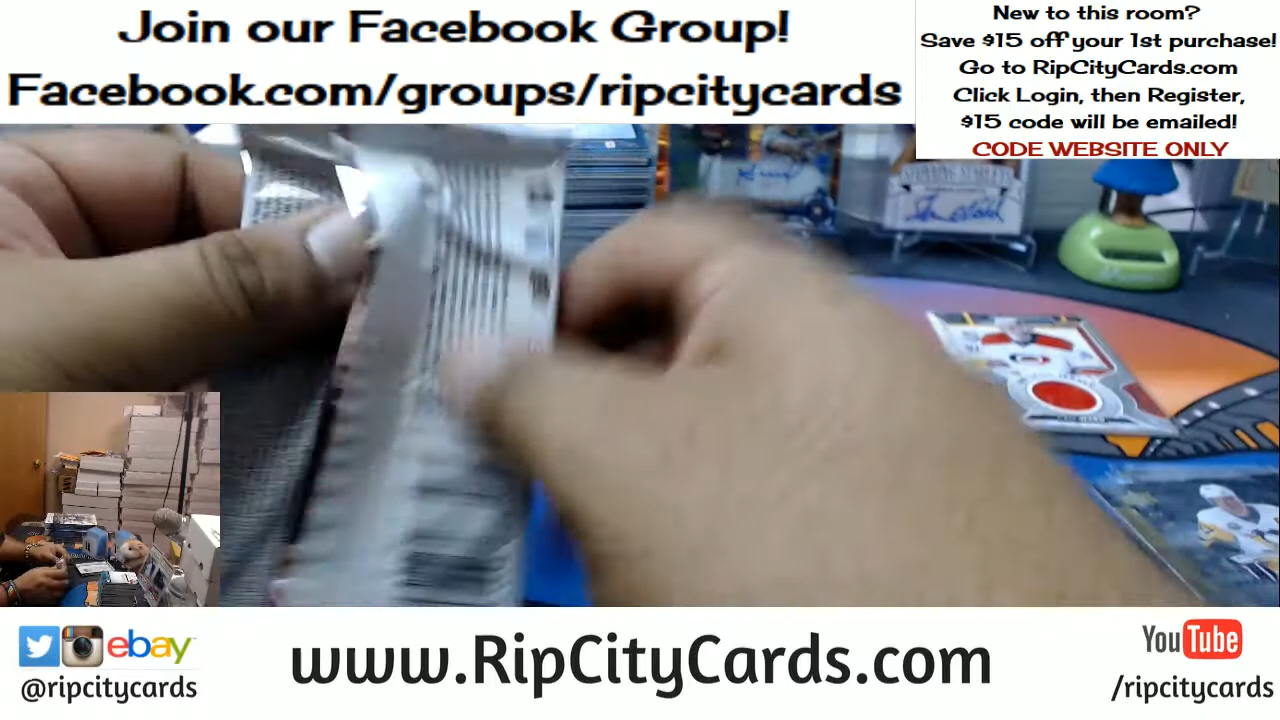 Join our Facebook Group!
Facebook.com/groups/ripcitycards
New to this room?
Save $15 off your 1st purchase!
Go to RipCityCards.com
Click Login, then Register,
$15 code will be emailed!
CODE WEBSITE ONLY
ebay
@ripcitycards
www.RipCityCards.com
YouTube
/ripcitycards